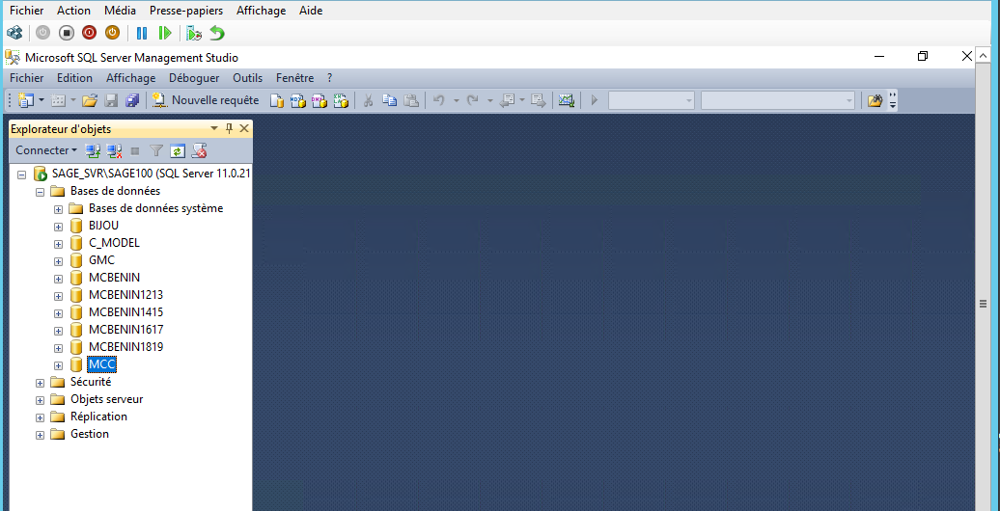 Fichier Action Média Presse-papiers Affichage Aide
Microsoft SQL Server Management Studio
Fichier Edition Affichage Déboguer Outils Fenêtre ?
Nouvelle requête
Explorateur d'objets
Connecter
SAGE_SVR\SAGE100 (SQL Server 11.0.21
Bases de données
Bases de données système
BIJOU
C_MODEL
GMC
MCBENIN
MCBENIN1213
MCBENIN1415
MCBENIN1617
MCBENIN1819
MCC
Sécurité
Objets serveur
Réplication
Gestion